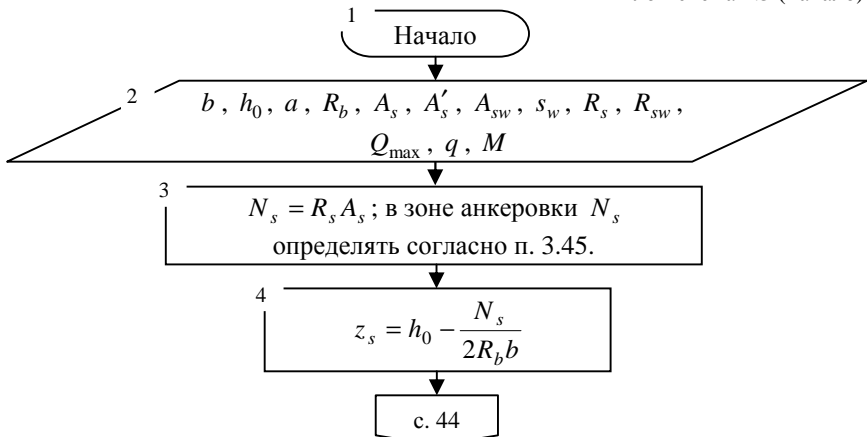 1
Начало
2
b , h₀ , a , R_b , A_s , A′_s , A_sw , s_w , R_s , R_sw ,
Q_max , q , M
3
N_s = R_s A_s ; в зоне анкеровки N_s
определять согласно п. 3.45.
4
z_s = h₀ − N_s / 2R_b b
с. 44